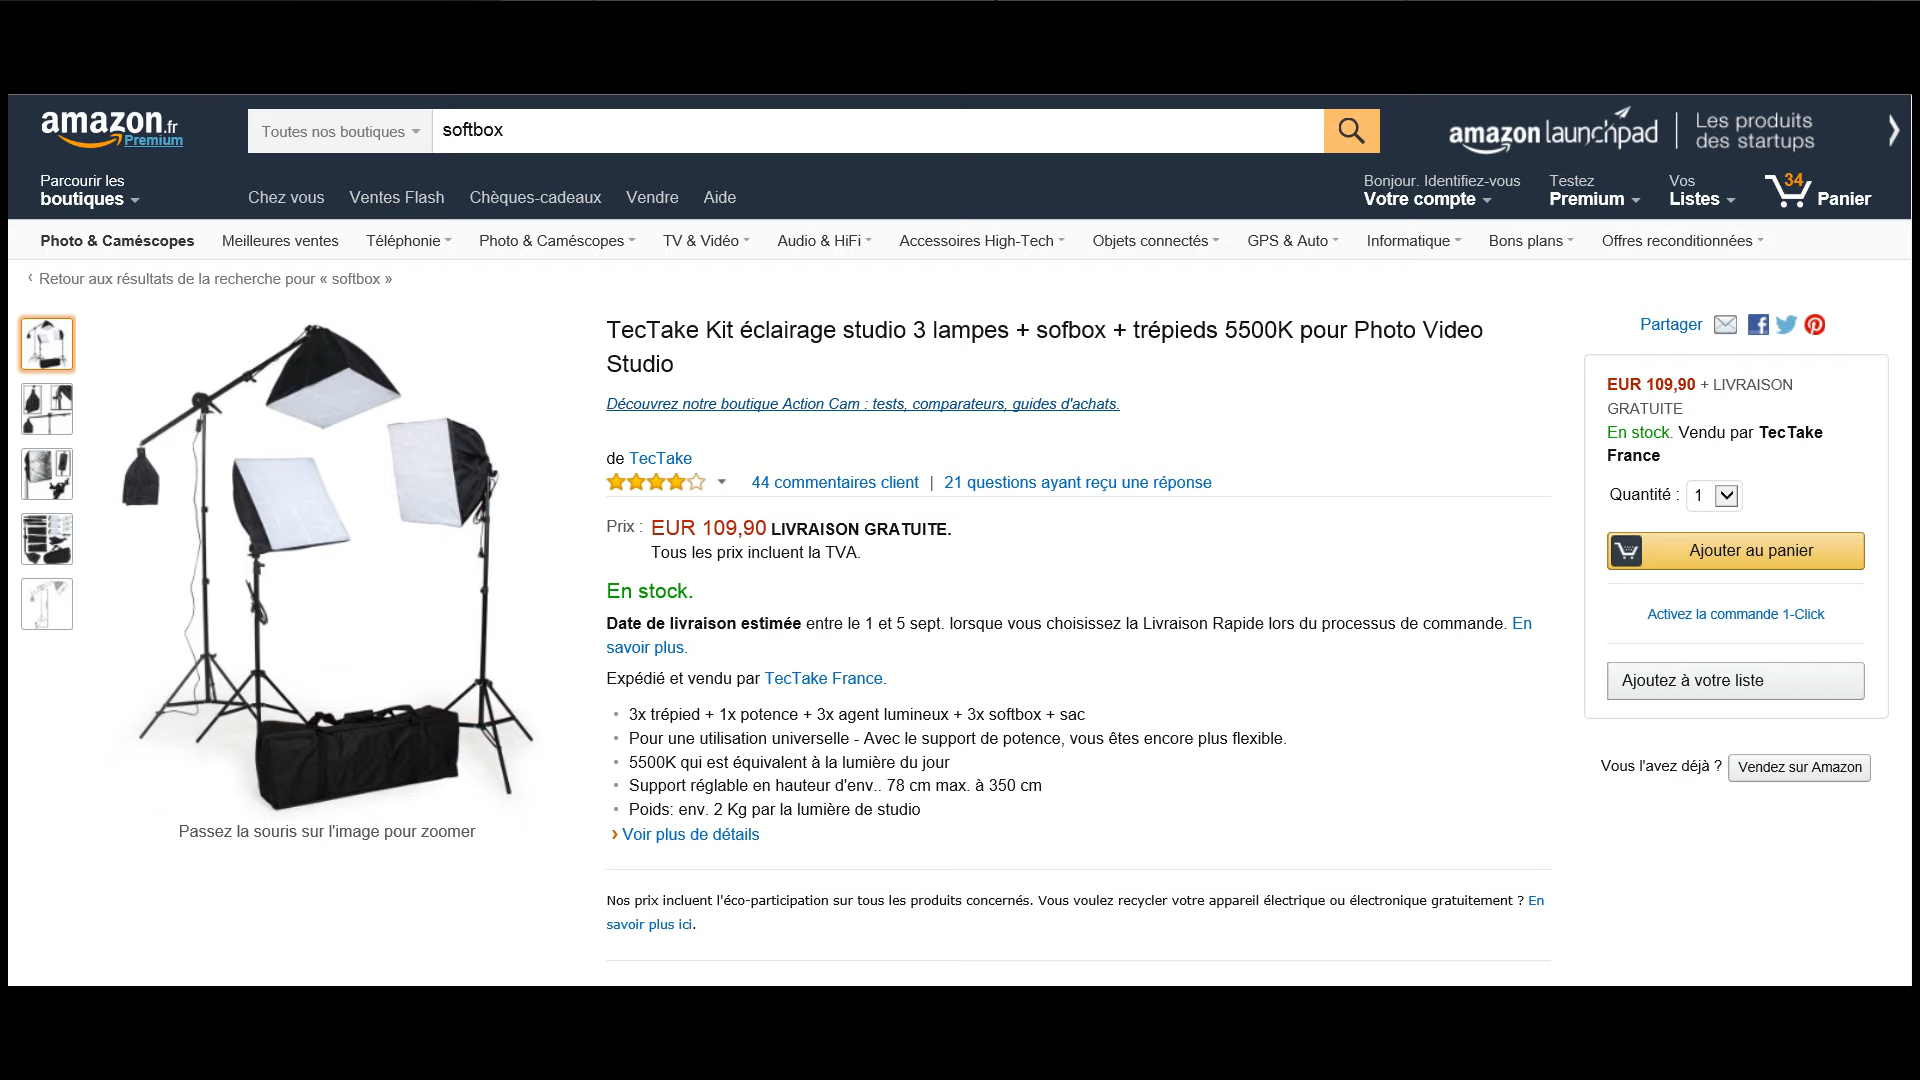 amazon.fr
Premium
Toutes nos boutiques
softbox
amazon launchpad | Les produits des startups
Parcourir les
boutiques
Chez vous Ventes Flash Chèques-cadeaux Vendre Aide
Bonjour. Identifiez-vous
Votre compte
Testez
Premium
Vos
Listes
34
Panier
Photo & Caméscopes Meilleures ventes Téléphonie Photo & Caméscopes TV & Vidéo Audio & HiFi Accessoires High-Tech Objets connectés GPS & Auto Informatique Bons plans Offres reconditionnées
‹ Retour aux résultats de la recherche pour « softbox »
Passez la souris sur l'image pour zoomer
TecTake Kit éclairage studio 3 lampes + sofbox + trépieds 5500K pour Photo Video
Studio
Découvrez notre boutique Action Cam : tests, comparateurs, guides d'achats.
de TecTake
44 commentaires client | 21 questions ayant reçu une réponse
Prix : EUR 109,90 LIVRAISON GRATUITE.
Tous les prix incluent la TVA.
En stock.
Date de livraison estimée entre le 1 et 5 sept. lorsque vous choisissez la Livraison Rapide lors du processus de commande. En
savoir plus.
Expédié et vendu par TecTake France.
• 3x trépied + 1x potence + 3x agent lumineux + 3x softbox + sac
• Pour une utilisation universelle - Avec le support de potence, vous êtes encore plus flexible.
• 5500K qui est équivalent à la lumière du jour
• Support réglable en hauteur d'env.. 78 cm max. à 350 cm
• Poids: env. 2 Kg par la lumière de studio
› Voir plus de détails
Nos prix incluent l'éco-participation sur tous les produits concernés. Vous voulez recycler votre appareil électrique ou électronique gratuitement ? En
savoir plus ici.
Partager
EUR 109,90 + LIVRAISON
GRATUITE
En stock. Vendu par TecTake
France
Quantité : 1
Ajouter au panier
Activez la commande 1-Click
Ajoutez à votre liste
Vous l'avez déjà ? Vendez sur Amazon